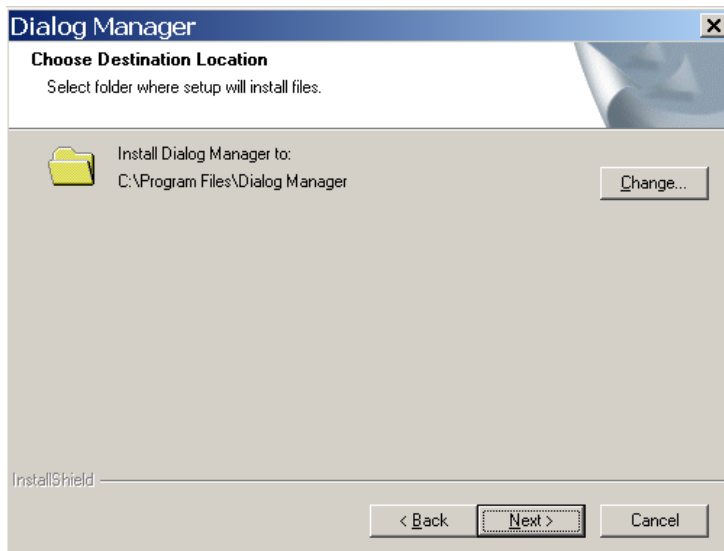 Dialog Manager
Choose Destination Location
Select folder where setup will install files.
Install Dialog Manager to:
C:\Program Files\Dialog Manager
Change...
InstallShield
< Back
Next >
Cancel